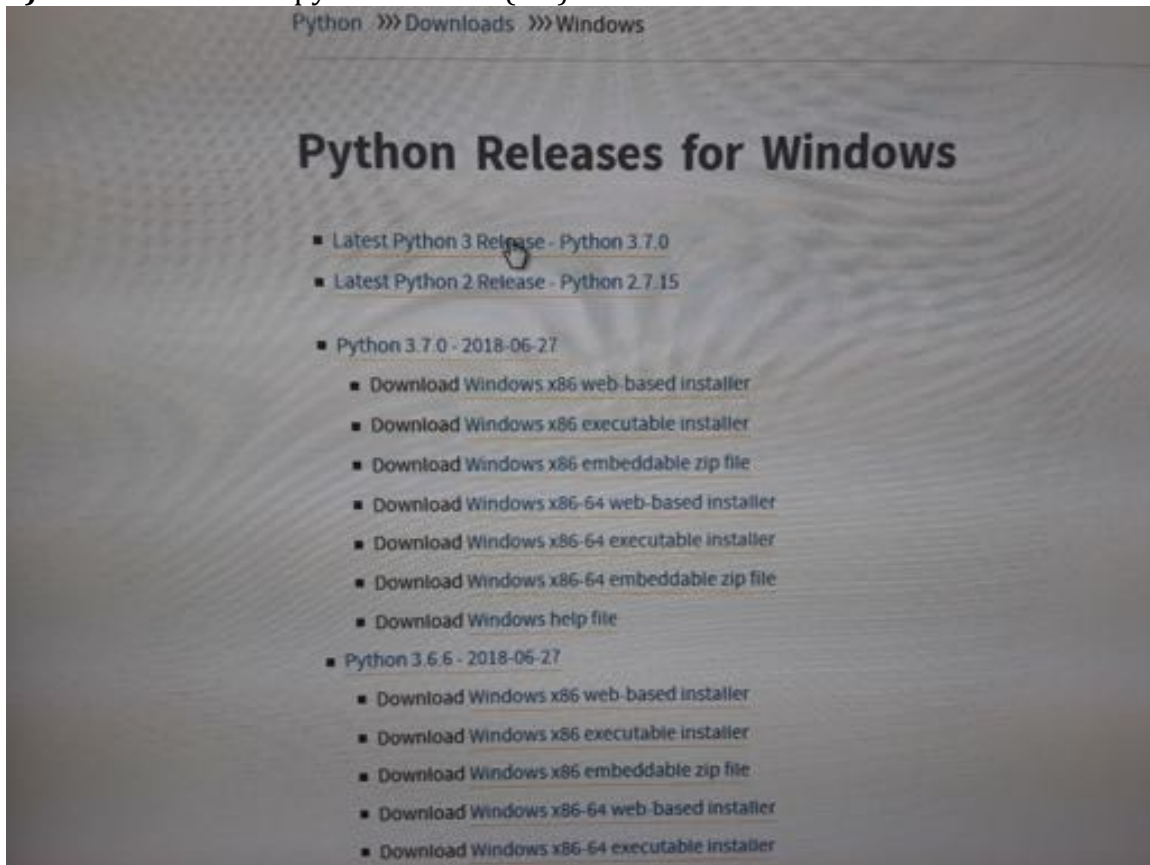 Python >>> Downloads >>> Windows
Python Releases for Windows
Latest Python 3 Release - Python 3.7.0
Latest Python 2 Release - Python 2.7.15
Python 3.7.0 - 2018-06-27
Download Windows x86 web-based installer
Download Windows x86 executable installer
Download Windows x86 embeddable zip file
Download Windows x86-64 web-based installer
Download Windows x86-64 executable installer
Download Windows x86-64 embeddable zip file
Download Windows help file
Python 3.6.6 - 2018-06-27
Download Windows x86 web-based installer
Download Windows x86 executable installer
Download Windows x86 embeddable zip file
Download Windows x86-64 web-based installer
Download Windows x86-64 executable installer